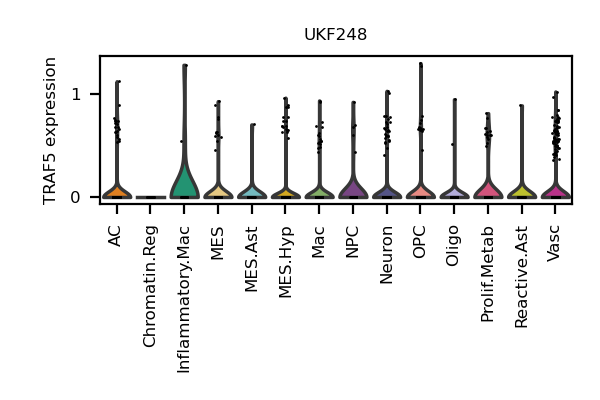 UKF248
TRAF5 expression
1
0
AC
Chromatin.Reg
Inflammatory.Mac
MES
MES.Ast
MES.Hyp
Mac
NPC
Neuron
OPC
Oligo
Prolif.Metab
Reactive.Ast
Vasc